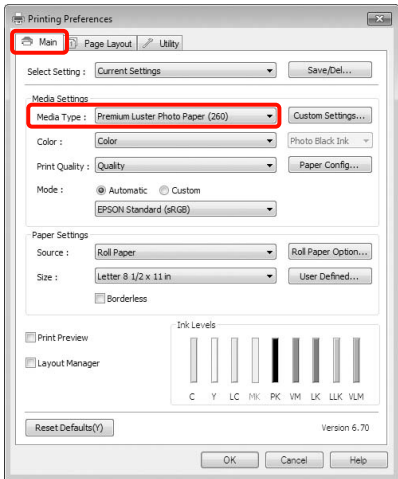 Printing Preferences
Main Page Layout Utility
Select Setting : Current Settings Save/Del...
Media Settings
Media Type : Premium Luster Photo Paper (260) Custom Settings...
Color : Color Photo Black Ink
Print Quality : Quality Paper Config...
Mode : Automatic Custom
EPSON Standard (sRGB)
Paper Settings
Source : Roll Paper Roll Paper Option...
Size : Letter 8 1/2 x 11 in User Defined...
Borderless
Ink Levels
Print Preview
Layout Manager
C Y LC MK PK VM LK LLK VLM
Reset Defaults(Y) Version 6.70
OK Cancel Help